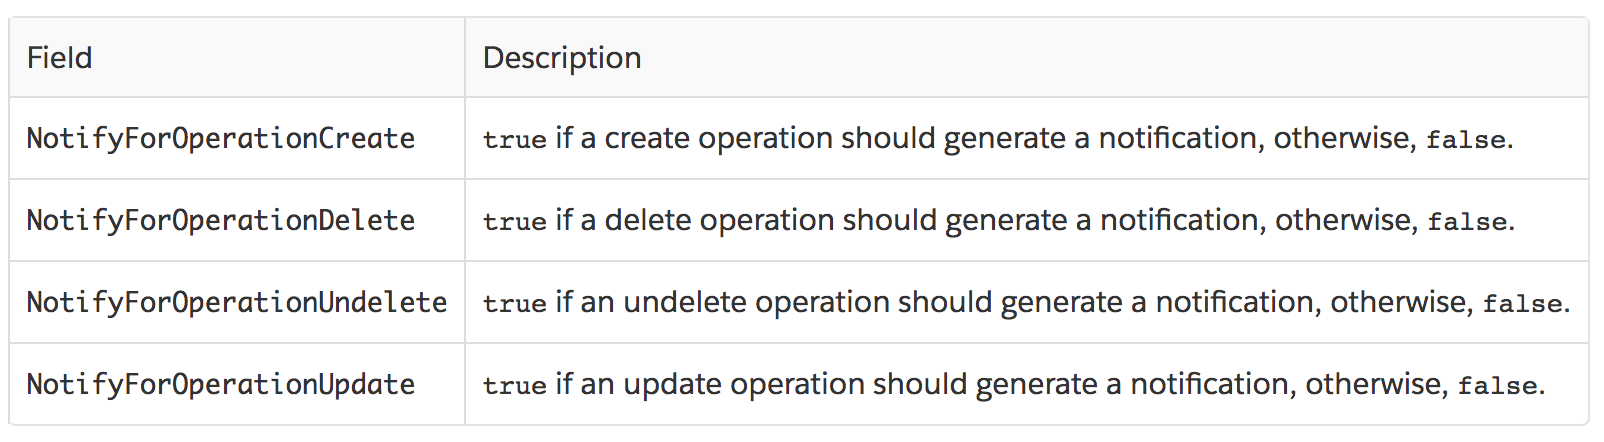 Field Description
NotifyForOperationCreate true if a create operation should generate a notification, otherwise, false.
NotifyForOperationDelete true if a delete operation should generate a notification, otherwise, false.
NotifyForOperationUndelete true if an undelete operation should generate a notification, otherwise, false.
NotifyForOperationUpdate true if an update operation should generate a notification, otherwise, false.